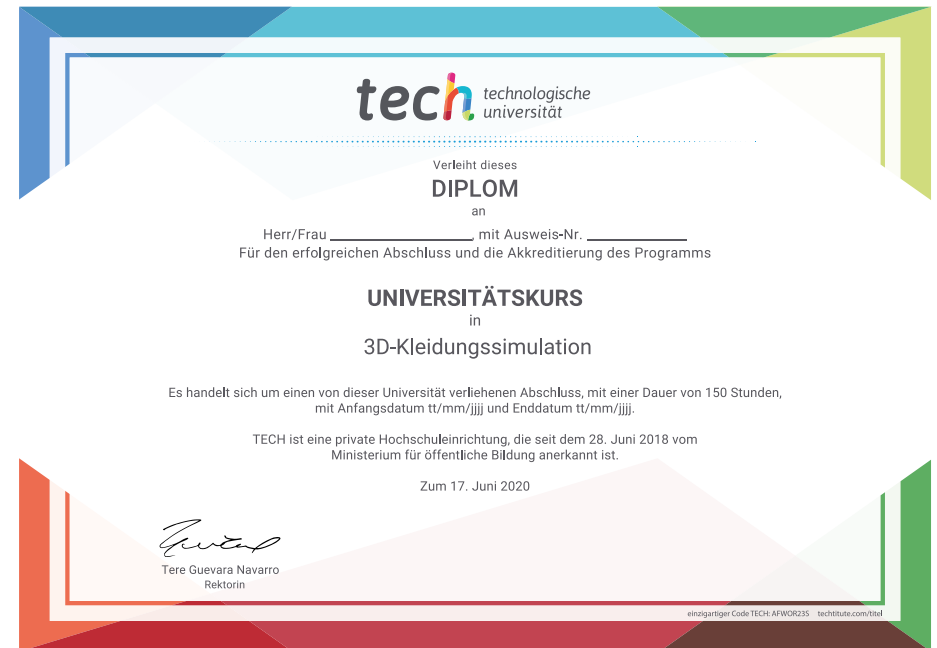 tech technologische
universität
Verleiht dieses
DIPLOM
an
Herr/Frau ____________________, mit Ausweis-Nr. ______________
Für den erfolgreichen Abschluss und die Akkreditierung des Programms
UNIVERSITÄTSKURS
in
3D-Kleidungssimulation
Es handelt sich um einen von dieser Universität verliehenen Abschluss, mit einer Dauer von 150 Stunden,
mit Anfangsdatum tt/mm/jjjj und Enddatum tt/mm/jjjj.
TECH ist eine private Hochschuleinrichtung, die seit dem 28. Juni 2018 vom
Ministerium für öffentliche Bildung anerkannt ist.
Zum 17. Juni 2020
Tere Guevara Navarro
Rektorin
einzigartiger Code TECH: AFWOR23S techtitute.com/titel